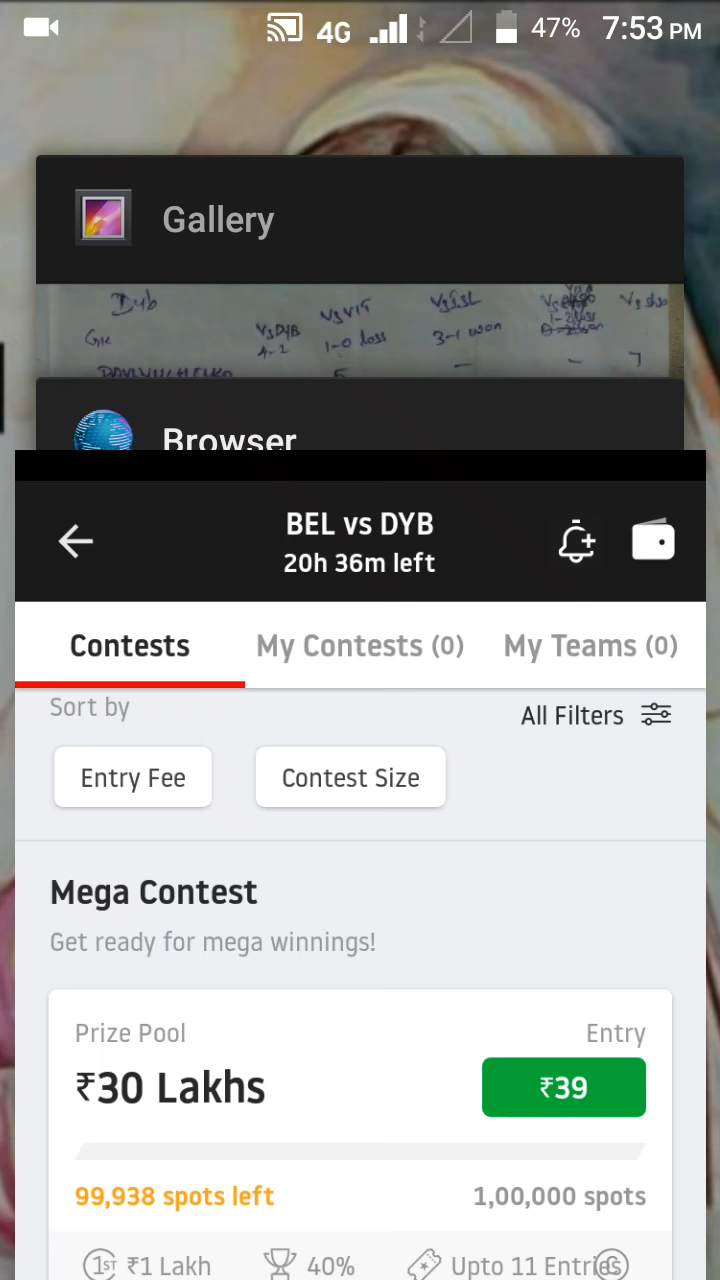 4G 47% 7:53 PM
Gallery
Dyb VS VIT VS ISL
GK VS DYB 1-0 loss 3-1 won
4-2
Browser
BEL vs DYB
20h 36m left
Contests My Contests (0) My Teams (0)
Sort by All Filters
Entry Fee Contest Size
Mega Contest
Get ready for mega winnings!
Prize Pool Entry
₹30 Lakhs ₹39
99,938 spots left 1,00,000 spots
1ST ₹1 Lakh 40% Upto 11 Entries